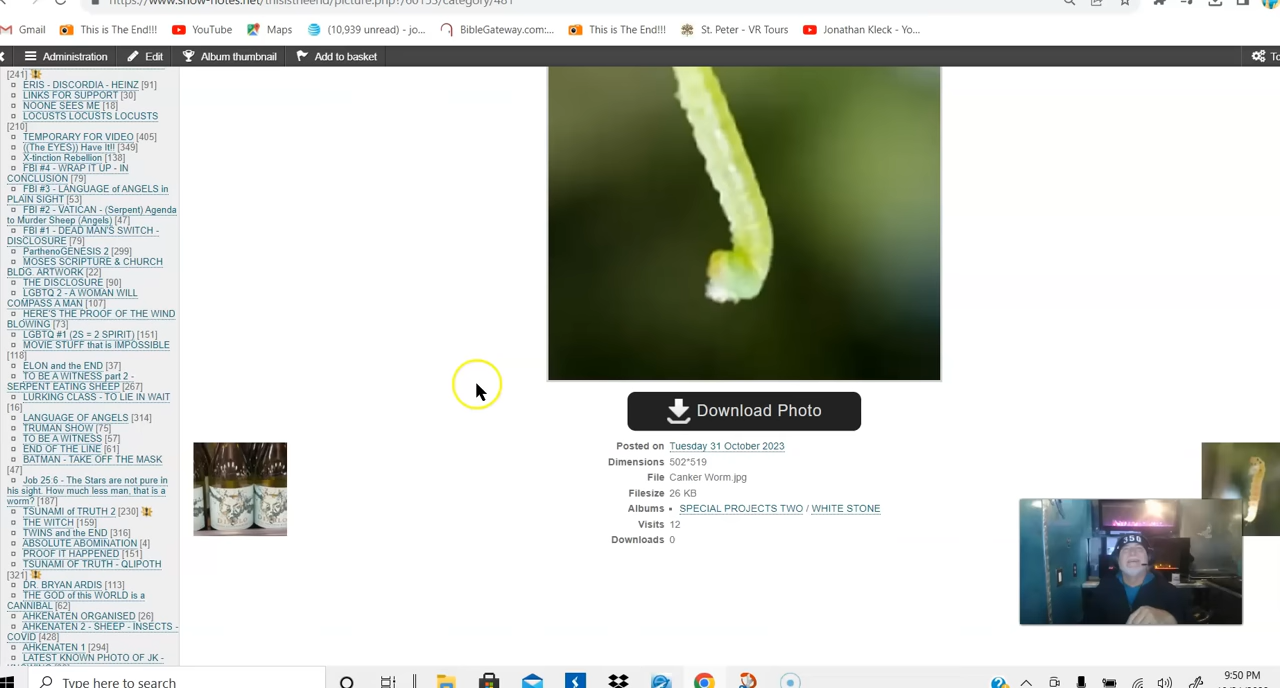 www.show-notes.net/thisistheend/picture.php?/60153/category/481
Gmail This is The End!!! YouTube Maps (10,939 unread) - jo... BibleGateway.com:... This is The End!!! St. Peter - VR Tours Jonathan Kleck - Yo...
Administration Edit Album thumbnail Add to basket To
[241]
ERIS - DISCORDIA - HEINZ [91]
LINKS FOR SUPPORT [30]
NOONE SEES ME [18]
LOCUSTS LOCUSTS LOCUSTS
[210]
TEMPORARY FOR VIDEO [405]
((The EYES)) Have It!! [349]
X-tinction Rebellion [138]
FBI #4 - WRAP IT UP - IN
CONCLUSION [79]
FBI #3 - LANGUAGE of ANGELS in
PLAIN SIGHT [53]
FBI #2 - VATICAN - (Serpent) Agenda
to Murder Sheep (Angels) [47]
FBI #1 - DEAD MAN'S SWITCH -
DISCLOSURE [79]
ParthenoGENESIS 2 [299]
MOSES SCRIPTURE & CHURCH
BLDG. ARTWORK [22]
THE DISCLOSURE [90]
LGBTQ 2 - A WOMAN WILL
COMPASS A MAN [107]
HERE'S THE PROOF OF THE WIND
BLOWING [73]
LGBTQ #1 (2S = 2 SPIRIT) [151]
MOVIE STUFF that is IMPOSSIBLE
[118]
ELON and the END [37]
TO BE A WITNESS part 2 -
SERPENT EATING SHEEP [267]
LURKING CLASS - TO LIE IN WAIT
[16]
LANGUAGE OF ANGELS [314]
TRUMAN SHOW [75]
TO BE A WITNESS [57]
END OF THE LINE [61]
BATMAN - TAKE OFF THE MASK
[47]
Job 25:6 - The Stars are not pure in
his sight. How much less man, that is a
worm? [187]
TSUNAMI of TRUTH 2 [230]
THE WITCH [159]
TWINS and the END [316]
ABSOLUTE ABOMINATION [4]
PROOF IT HAPPENED [151]
TSUNAMI OF TRUTH - QLIPOTH
[321]
DR. BRYAN ARDIS [113]
THE GOD of this WORLD is a
CANNIBAL [62]
AHKENATEN ORGANISED [26]
AHKENATEN 2 - SHEEP - INSECTS -
COVID [428]
AHKENATEN 1 [294]
LATEST KNOWN PHOTO OF JK -
Download Photo
Posted on Tuesday 31 October 2023
Dimensions 502*519
File Canker Worm.jpg
Filesize 26 KB
Albums SPECIAL PROJECTS TWO / WHITE STONE
Visits 12
Downloads 0
350
Type here to search
9:50 PM